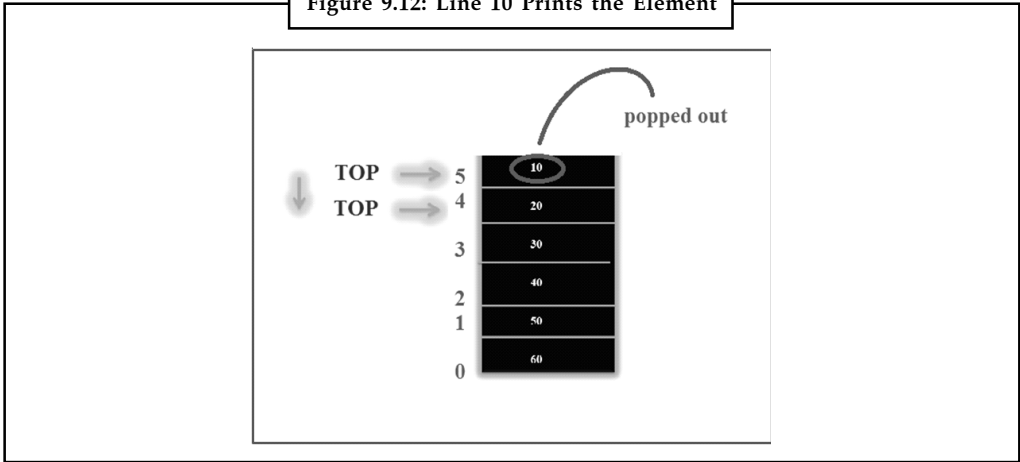 Figure 9.12: Line 10 Prints the Element
popped out
TOP 5 10
TOP 4 20
3 30
2 40
1 50
0 60